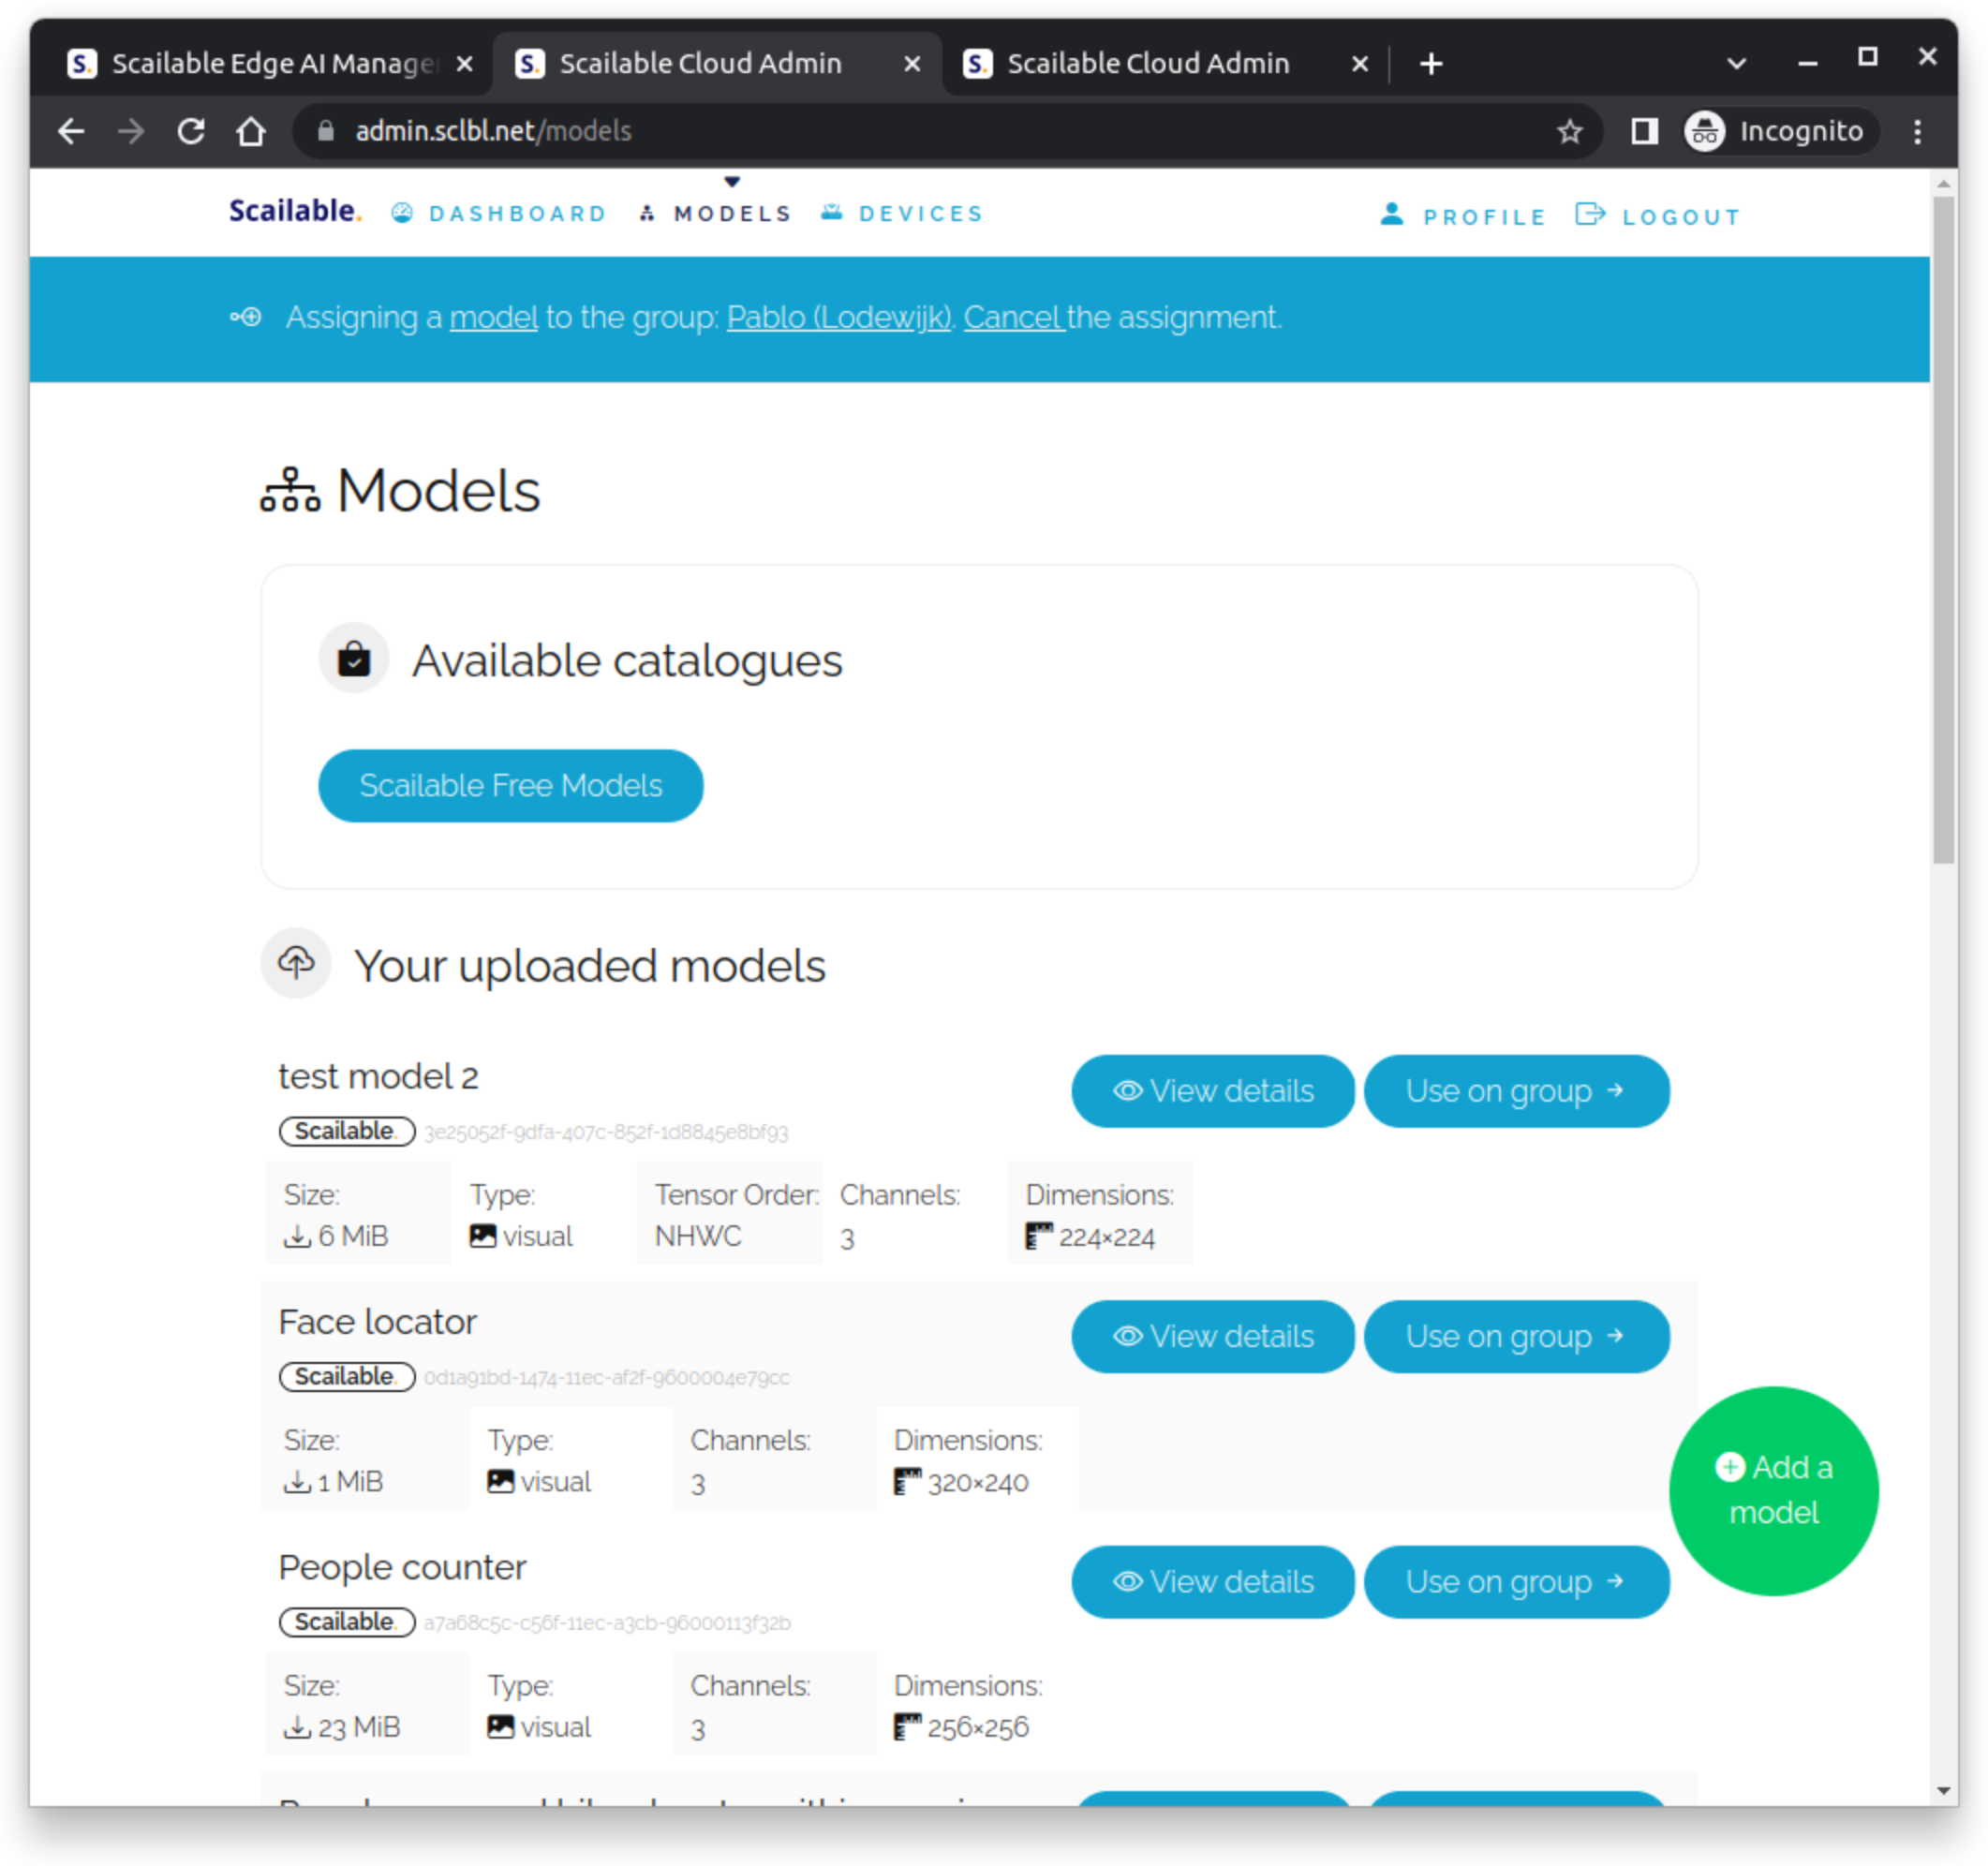 Scailable Edge AI Manage
Scailable Cloud Admin
Scailable Cloud Admin
admin.sclbl.net/models
Incognito
Scailable. DASHBOARD MODELS DEVICES PROFILE LOGOUT
Assigning a model to the group: Pablo (Lodewijk). Cancel the assignment.
Models
Available catalogues
Scailable Free Models
Your uploaded models
test model 2
View details
Use on group →
Scailable. 3e25052f-9dfa-407c-852f-1d8845e8bf93
Size: Type: Tensor Order: Channels: Dimensions:
6 MiB visual NHWC 3 224×224
Face locator
View details
Use on group →
Scailable. 0d1a91bd-1474-11ec-af2f-9600004e79cc
Size: Type: Channels: Dimensions:
1 MiB visual 3 320×240
Add a
model
People counter
View details
Use on group →
Scailable. a7a68c5c-c56f-11ec-a3cb-96000113f32b
Size: Type: Channels: Dimensions:
23 MiB visual 3 256×256